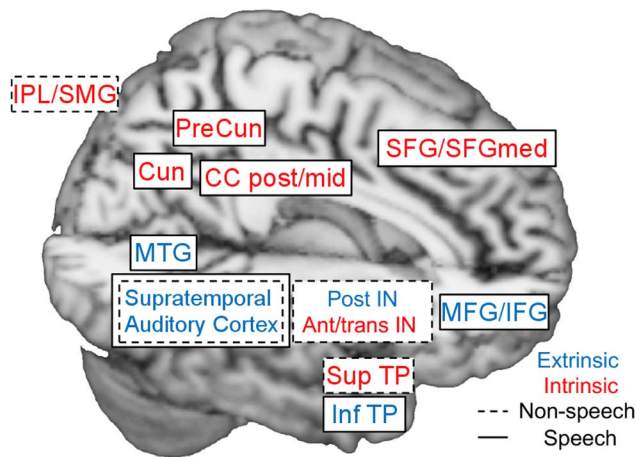 IPL/SMG
PreCun
SFG/SFGmed
Cun
CC post/mid
MTG
Supratemporal
Auditory Cortex
Post IN
Ant/trans IN
MFG/IFG
Sup TP
Inf TP
Extrinsic
Intrinsic
Non-speech
Speech